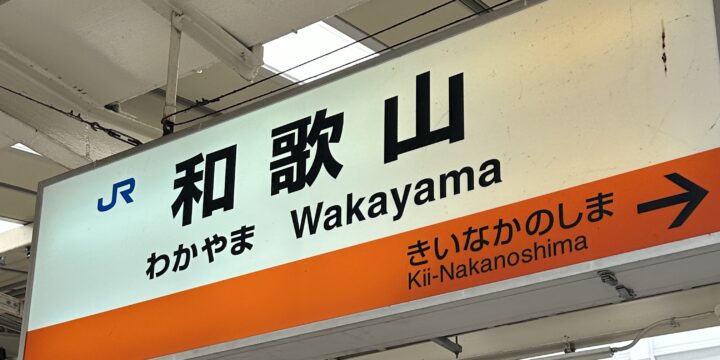 JR 和歌山
わかやま Wakayama
きいなかのしま →
Kii-Nakanoshima